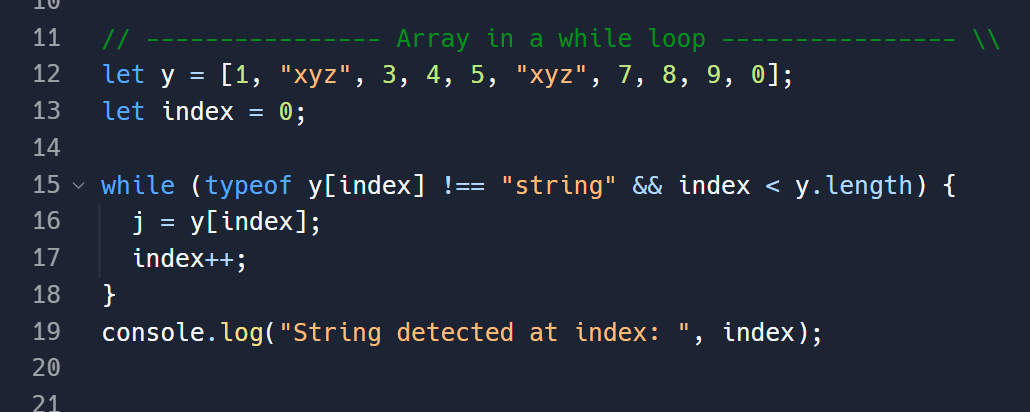 10
11 // ---------------- Array in a while loop ---------------- \\
12 let y = [1, "xyz", 3, 4, 5, "xyz", 7, 8, 9, 0];
13 let index = 0;
14
15 while (typeof y[index] !== "string" && index < y.length) {
16   j = y[index];
17   index++;
18 }
19 console.log("String detected at index: ", index);
20
21